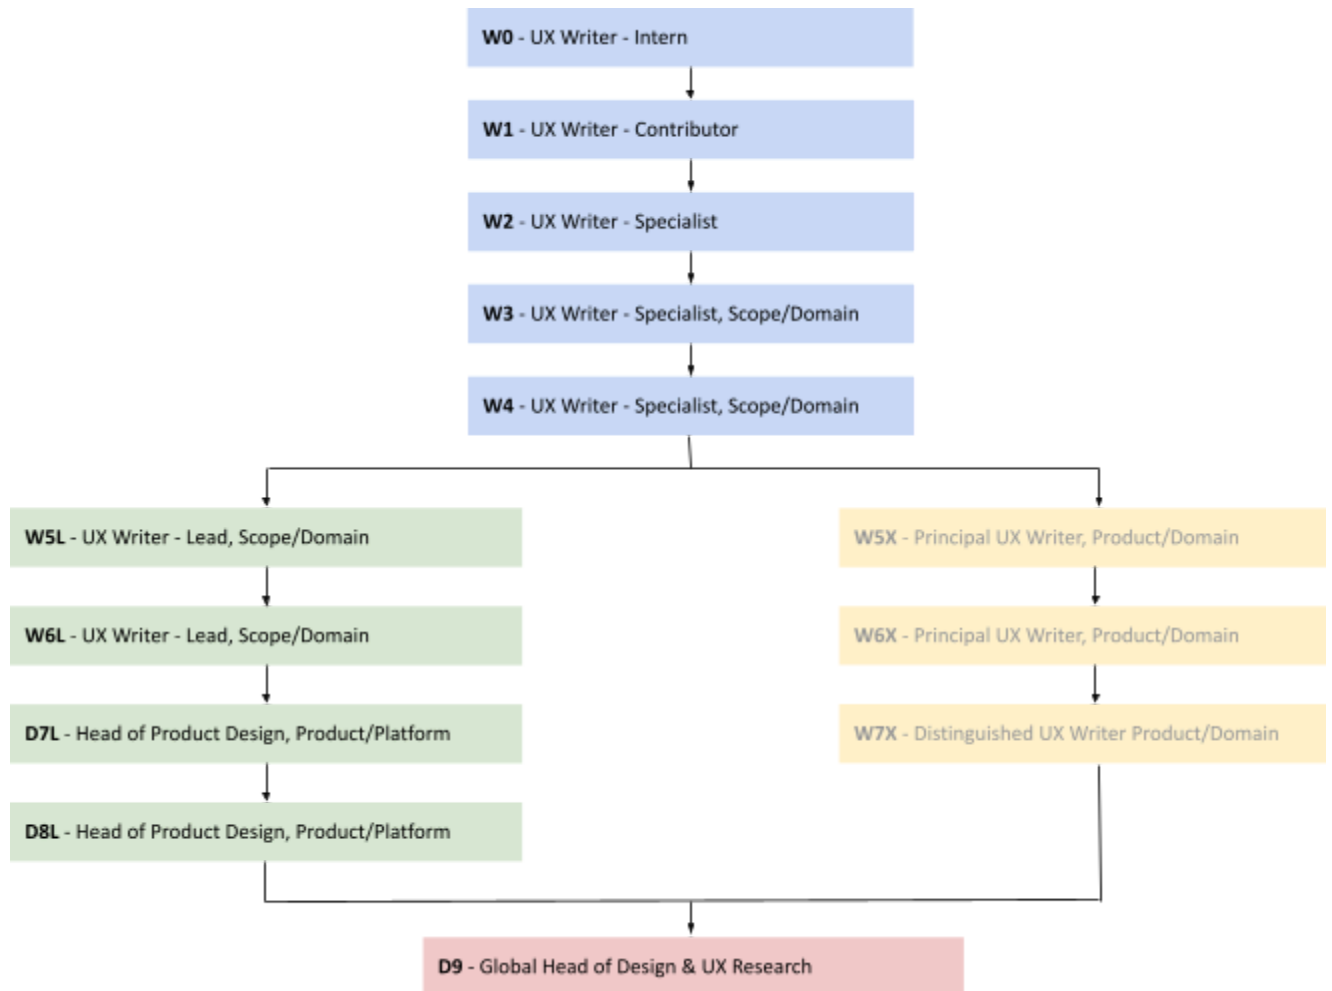 W0 - UX Writer - Intern
W1 - UX Writer - Contributor
W2 - UX Writer - Specialist
W3 - UX Writer - Specialist, Scope/Domain
W4 - UX Writer - Specialist, Scope/Domain
W5L - UX Writer - Lead, Scope/Domain
W6L - UX Writer - Lead, Scope/Domain
D7L - Head of Product Design, Product/Platform
D8L - Head of Product Design, Product/Platform
W5X - Principal UX Writer, Product/Domain
W6X - Principal UX Writer, Product/Domain
W7X - Distinguished UX Writer Product/Domain
D9 - Global Head of Design & UX Research